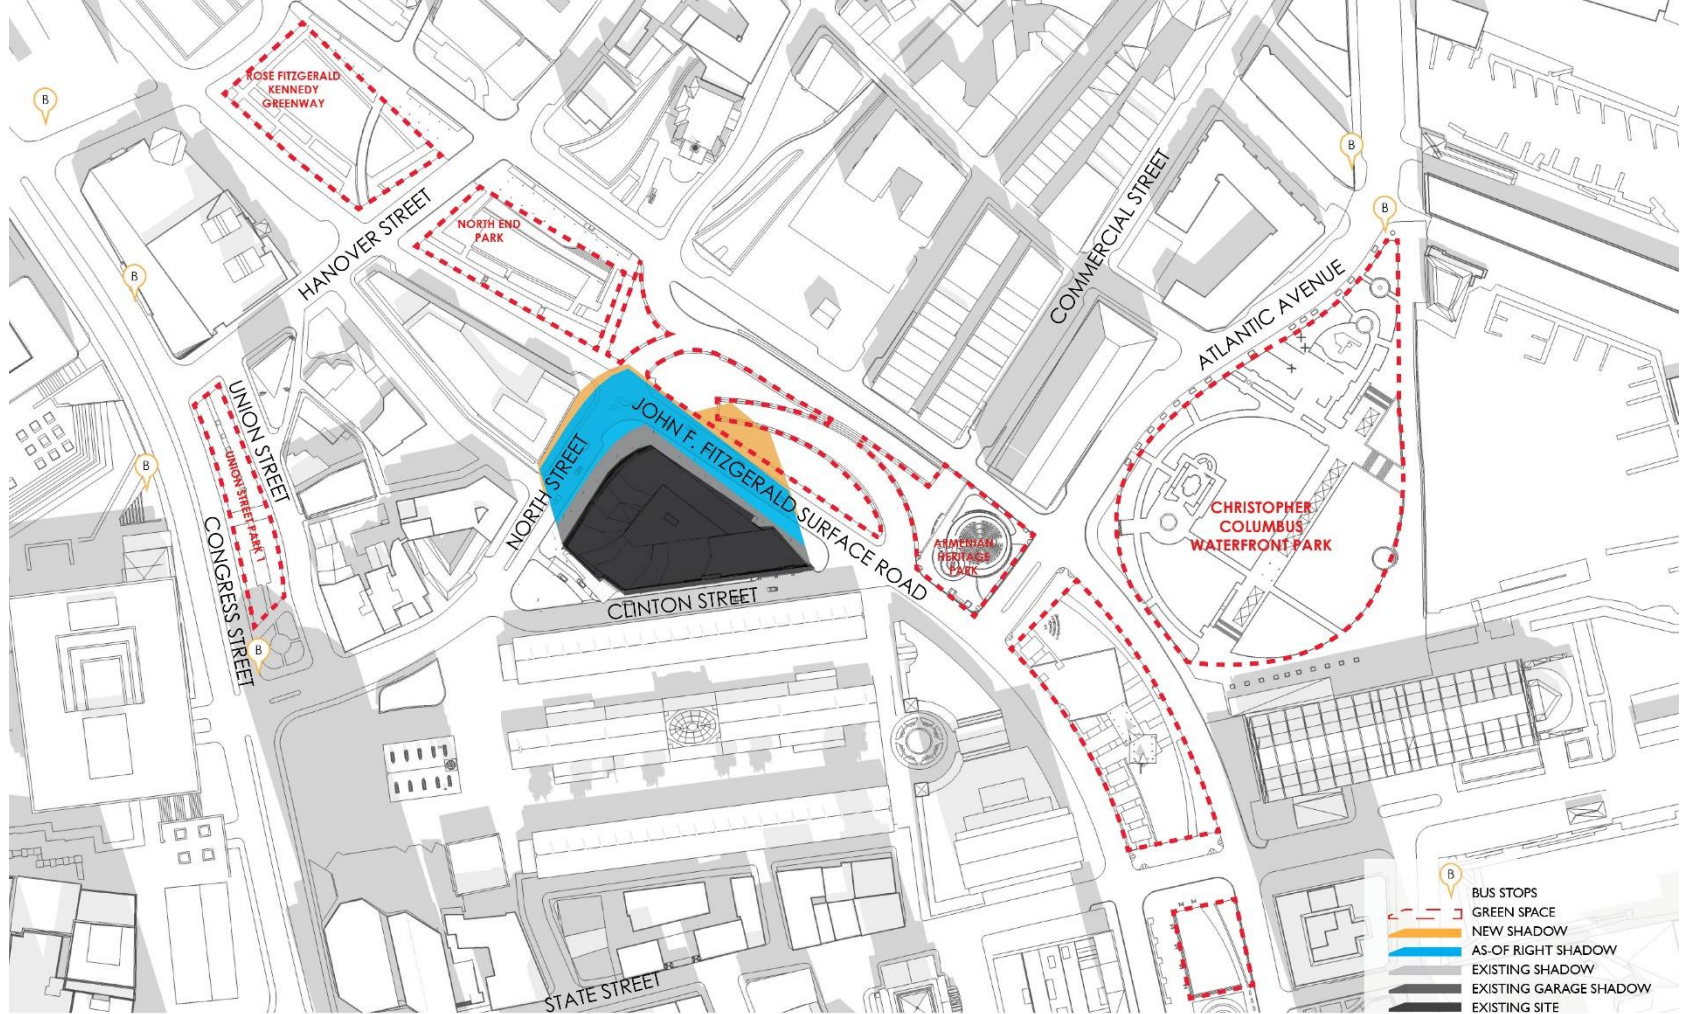 ROSE FITZGERALD
KENNEDY
GREENWAY
B
B
B
HANOVER STREET
NORTH END
PARK
COMMERCIAL STREET
B
ATLANTIC AVENUE
B
UNION STREET
UNION STREET PARK 1
B
CONGRESS STREET
B
NORTH STREET
JOHN F. FITZGERALD SURFACE ROAD
CLINTON STREET
ARMENIAN
HERITAGE
PARK
CHRISTOPHER
COLUMBUS
WATERFRONT PARK
STATE STREET
B
BUS STOPS
GREEN SPACE
NEW SHADOW
AS-OF RIGHT SHADOW
EXISTING SHADOW
EXISTING GARAGE SHADOW
EXISTING SITE